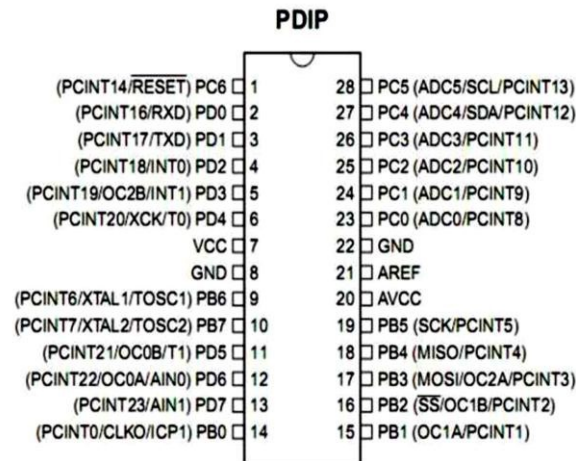 PDIP
(PCINT14/RESET) PC6 1 28 PC5 (ADC5/SCL/PCINT13)
(PCINT16/RXD) PD0 2 27 PC4 (ADC4/SDA/PCINT12)
(PCINT17/TXD) PD1 3 26 PC3 (ADC3/PCINT11)
(PCINT18/INT0) PD2 4 25 PC2 (ADC2/PCINT10)
(PCINT19/OC2B/INT1) PD3 5 24 PC1 (ADC1/PCINT9)
(PCINT20/XCK/T0) PD4 6 23 PC0 (ADC0/PCINT8)
VCC 7 22 GND
GND 8 21 AREF
(PCINT6/XTAL1/TOSC1) PB6 9 20 AVCC
(PCINT7/XTAL2/TOSC2) PB7 10 19 PB5 (SCK/PCINT5)
(PCINT21/OC0B/T1) PD5 11 18 PB4 (MISO/PCINT4)
(PCINT22/OC0A/AIN0) PD6 12 17 PB3 (MOSI/OC2A/PCINT3)
(PCINT23/AIN1) PD7 13 16 PB2 (SS/OC1B/PCINT2)
(PCINT0/CLKO/ICP1) PB0 14 15 PB1 (OC1A/PCINT1)